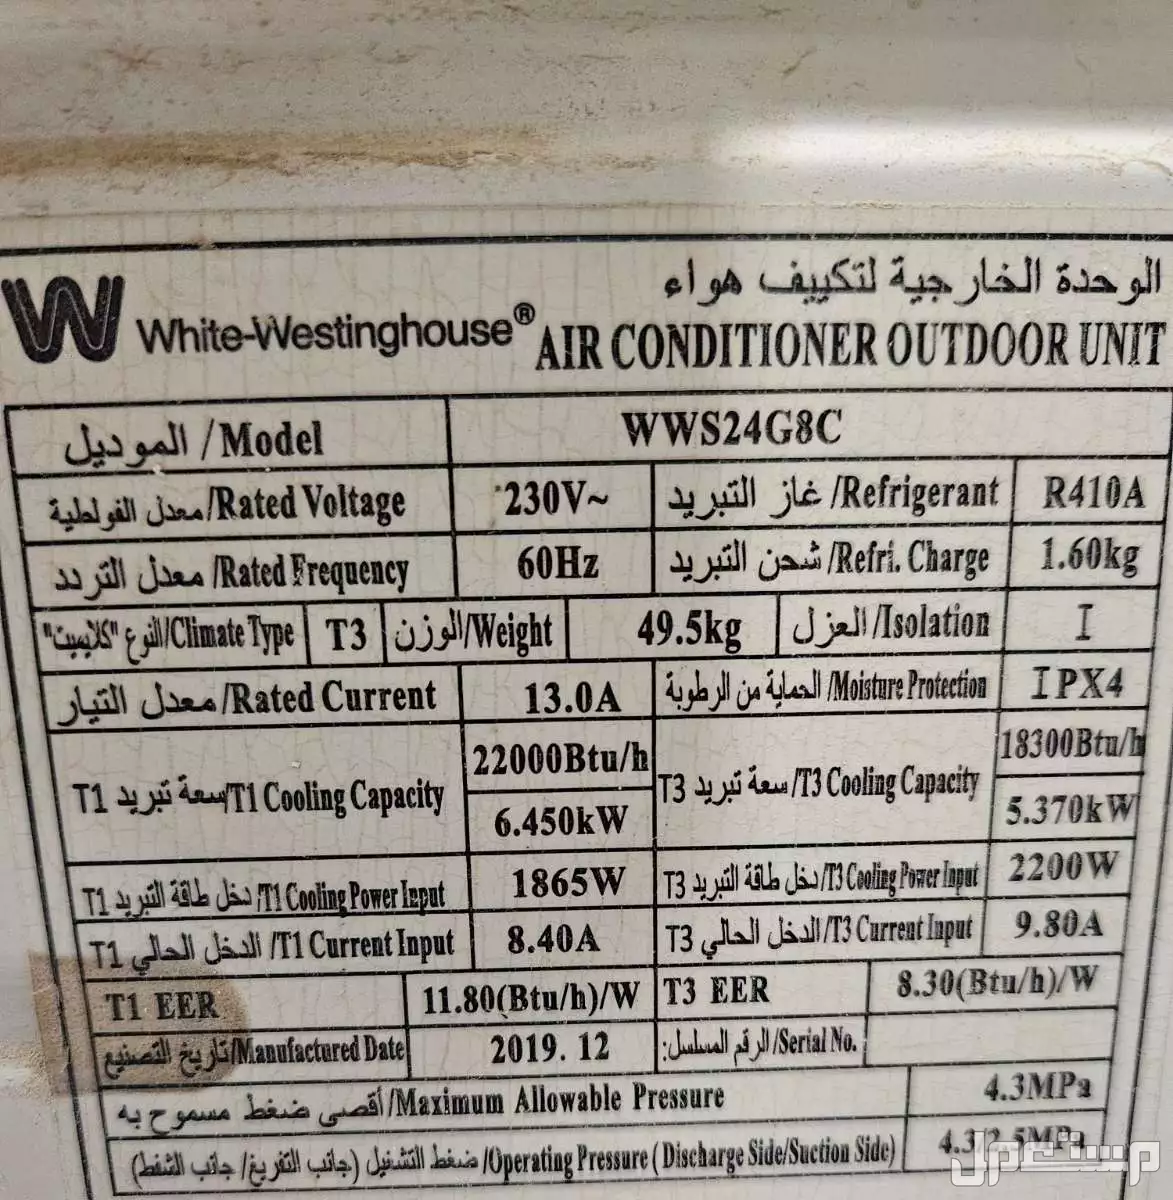 الوحدة الخارجية لتكييف هواء
W White-Westinghouse® AIR CONDITIONER OUTDOOR UNIT
الموديل/Model WWS24G8C
معدل الفولطية/Rated Voltage 230V~ غاز التبريد/Refrigerant R410A
معدل التردد/Rated Frequency 60Hz شحن التبريد/Refri. Charge 1.60kg
النوع "كلايميت"/Climate Type T3 الوزن/Weight 49.5kg العزل/Isolation I
معدل التيار/Rated Current 13.0A الحماية من الرطوبة/Moisture Protection IPX4
سعة تبريد T1/T1 Cooling Capacity 22000Btu/h 6.450kW سعة تبريد T3/T3 Cooling Capacity 18300Btu/h 5.370kW
دخل طاقة التبريد T1/T1 Cooling Power Input 1865W دخل طاقة التبريد T3/T3 Cooling Power Input 2200W
الدخل الحالي T1/T1 Current Input 8.40A الدخل الحالي T3/T3 Current Input 9.80A
T1 EER 11.80(Btu/h)/W T3 EER 8.30(Btu/h)/W
تاريخ التصنيع/Manufactured Date 2019. 12 الرقم المسلسل/Serial No.:
أقصى ضغط مسموح به/Maximum Allowable Pressure 4.3MPa
ضغط التشغيل (جانب التفريغ/ جانب الشفط)/Operating Pressure (Discharge Side/Suction Side) 4.3/2.5MPa
مستعمل